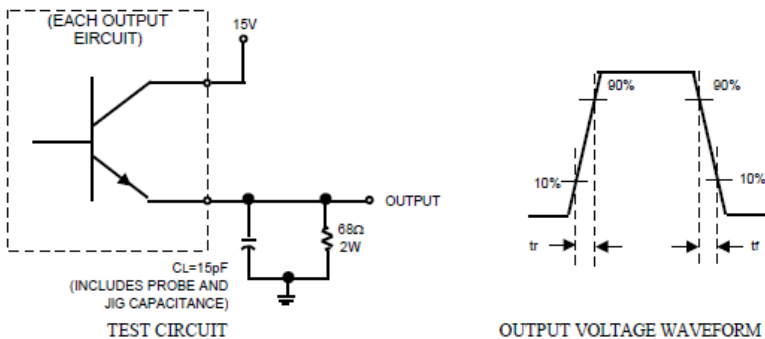 (EACH OUTPUT
EIRCUIT)
15V
OUTPUT
68Ω
2W
CL=15pF
(INCLUDES PROBE AND
JIG CAPACITANCE)
TEST CIRCUIT
90%
90%
10%
10%
tr
tf
OUTPUT VOLTAGE WAVEFORM